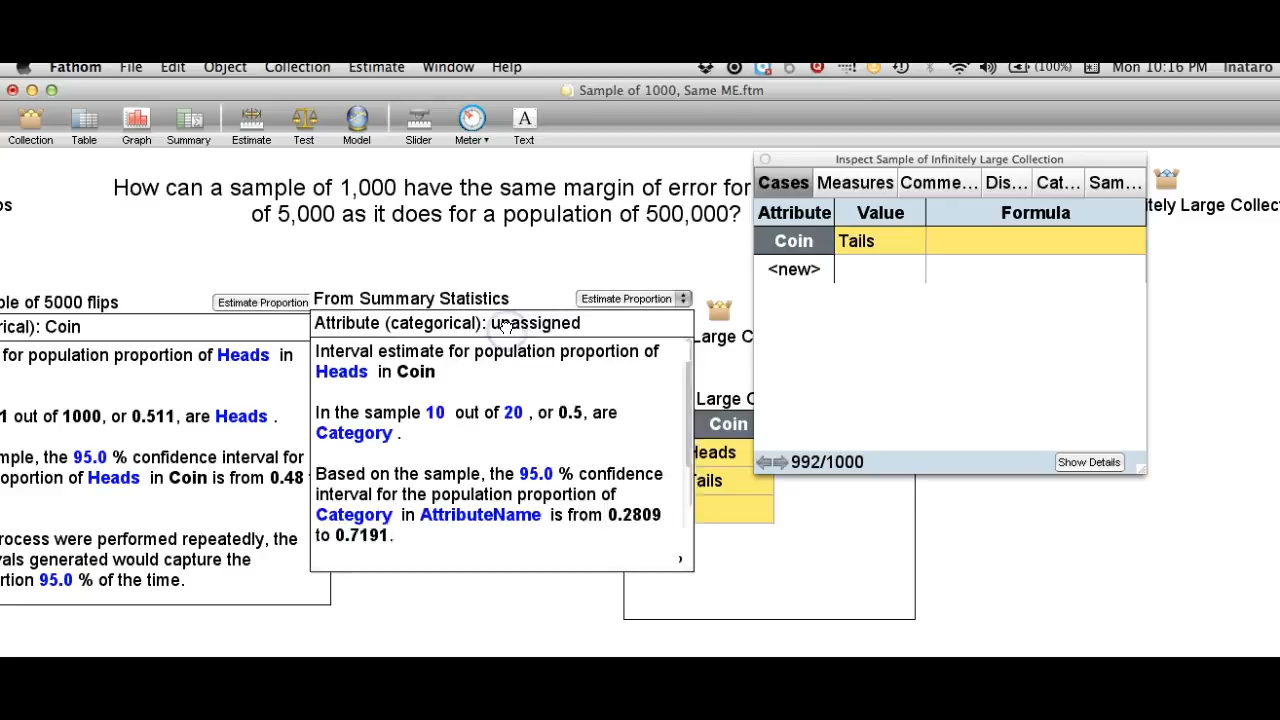 Fathom File Edit Object Collection Estimate Window Help (100%) Mon 10:16 PM Inataro
Sample of 1000, Same ME.ftm
Collection Table Graph Summary Estimate Test Model Slider Meter Text
How can a sample of 1,000 have the same margin of error for
of 5,000 as it does for a population of 500,000?
ps
Inspect Sample of Infinitely Large Collection
Cases Measures Comme... Dis... Cat... Sam...
Attribute Value Formula
Coin Tails
<new>
992/1000 Show Details
itely Large Collec
ple of 5000 flips Estimate Proportion
rical): Coin
for population proportion of Heads in
1 out of 1000, or 0.511, are Heads .
mple, the 95.0 % confidence interval for
oportion of Heads in Coin is from 0.48
rocess were performed repeatedly, the
vals generated would capture the
rtion 95.0 % of the time.
From Summary Statistics Estimate Proportion
Attribute (categorical): unassigned
Interval estimate for population proportion of
Heads in Coin
In the sample 10 out of 20 , or 0.5, are
Category .
Based on the sample, the 95.0 % confidence
interval for the population proportion of
Category in AttributeName is from 0.2809
to 0.7191.
Large C
Large C
Coin
Heads
Tails